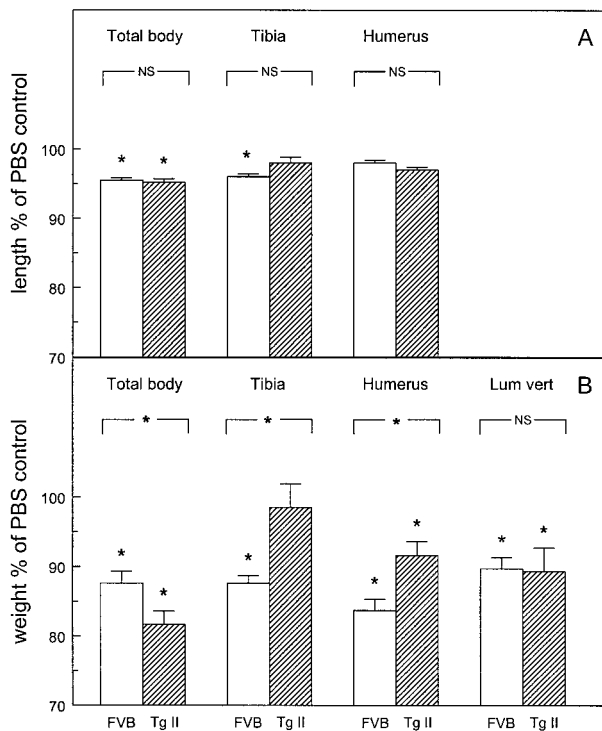 Total body Tibia Humerus A
NS NS NS
* * *
length % of PBS control
100
90
80
70
Total body Tibia Humerus Lum vert B
* * * NS
weight % of PBS control
100
90
80
70
* * * * * * *
FVB Tg II FVB Tg II FVB Tg II FVB Tg II